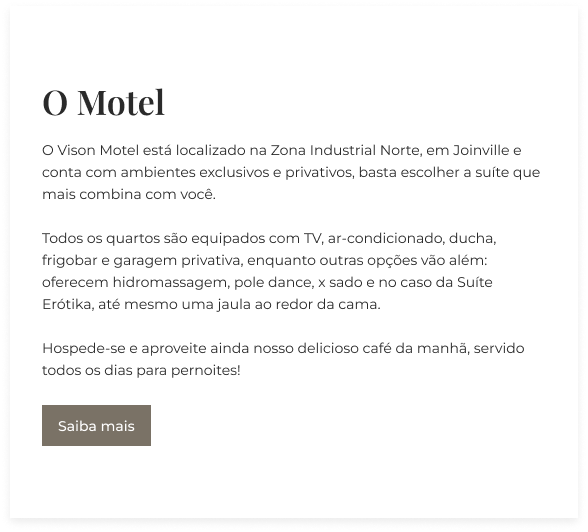 O Motel
O Vison Motel está localizado na Zona Industrial Norte, em Joinville e
conta com ambientes exclusivos e privativos, basta escolher a suíte que
mais combina com você.
Todos os quartos são equipados com TV, ar-condicionado, ducha,
frigobar e garagem privativa, enquanto outras opções vão além:
oferecem hidromassagem, pole dance, x sado e no caso da Suíte
Erótika, até mesmo uma jaula ao redor da cama.
Hospede-se e aproveite ainda nosso delicioso café da manhã, servido
todos os dias para pernoites!
Saiba mais